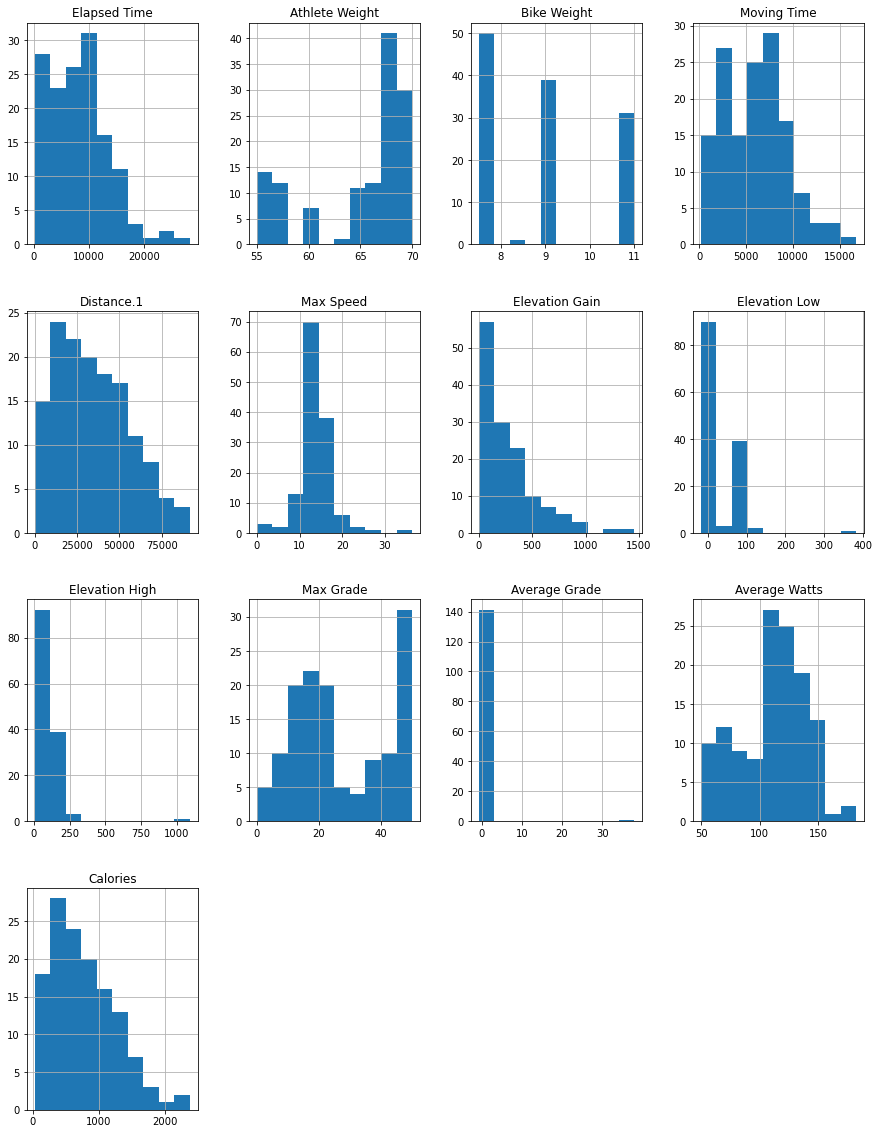 Elapsed Time Athlete Weight Bike Weight Moving Time
30 25 20 15 10 5 0
0 10000 20000
40 35 30 25 20 15 10 5 0
55 60 65 70
50 40 30 20 10 0
8 9 10 11
30 25 20 15 10 5 0
0 5000 10000 15000
Distance.1 Max Speed Elevation Gain Elevation Low
25 20 15 10 5 0
0 25000 50000 75000
70 60 50 40 30 20 10 0
0 10 20 30
50 40 30 20 10 0
0 500 1000 1500
80 60 40 20 0
0 100 200 300 400
Elevation High Max Grade Average Grade Average Watts
80 60 40 20 0
0 250 500 750 1000
30 25 20 15 10 5 0
0 20 40
140 120 100 80 60 40 20 0
0 10 20 30
25 20 15 10 5 0
50 100 150
Calories
25 20 15 10 5 0
0 1000 2000